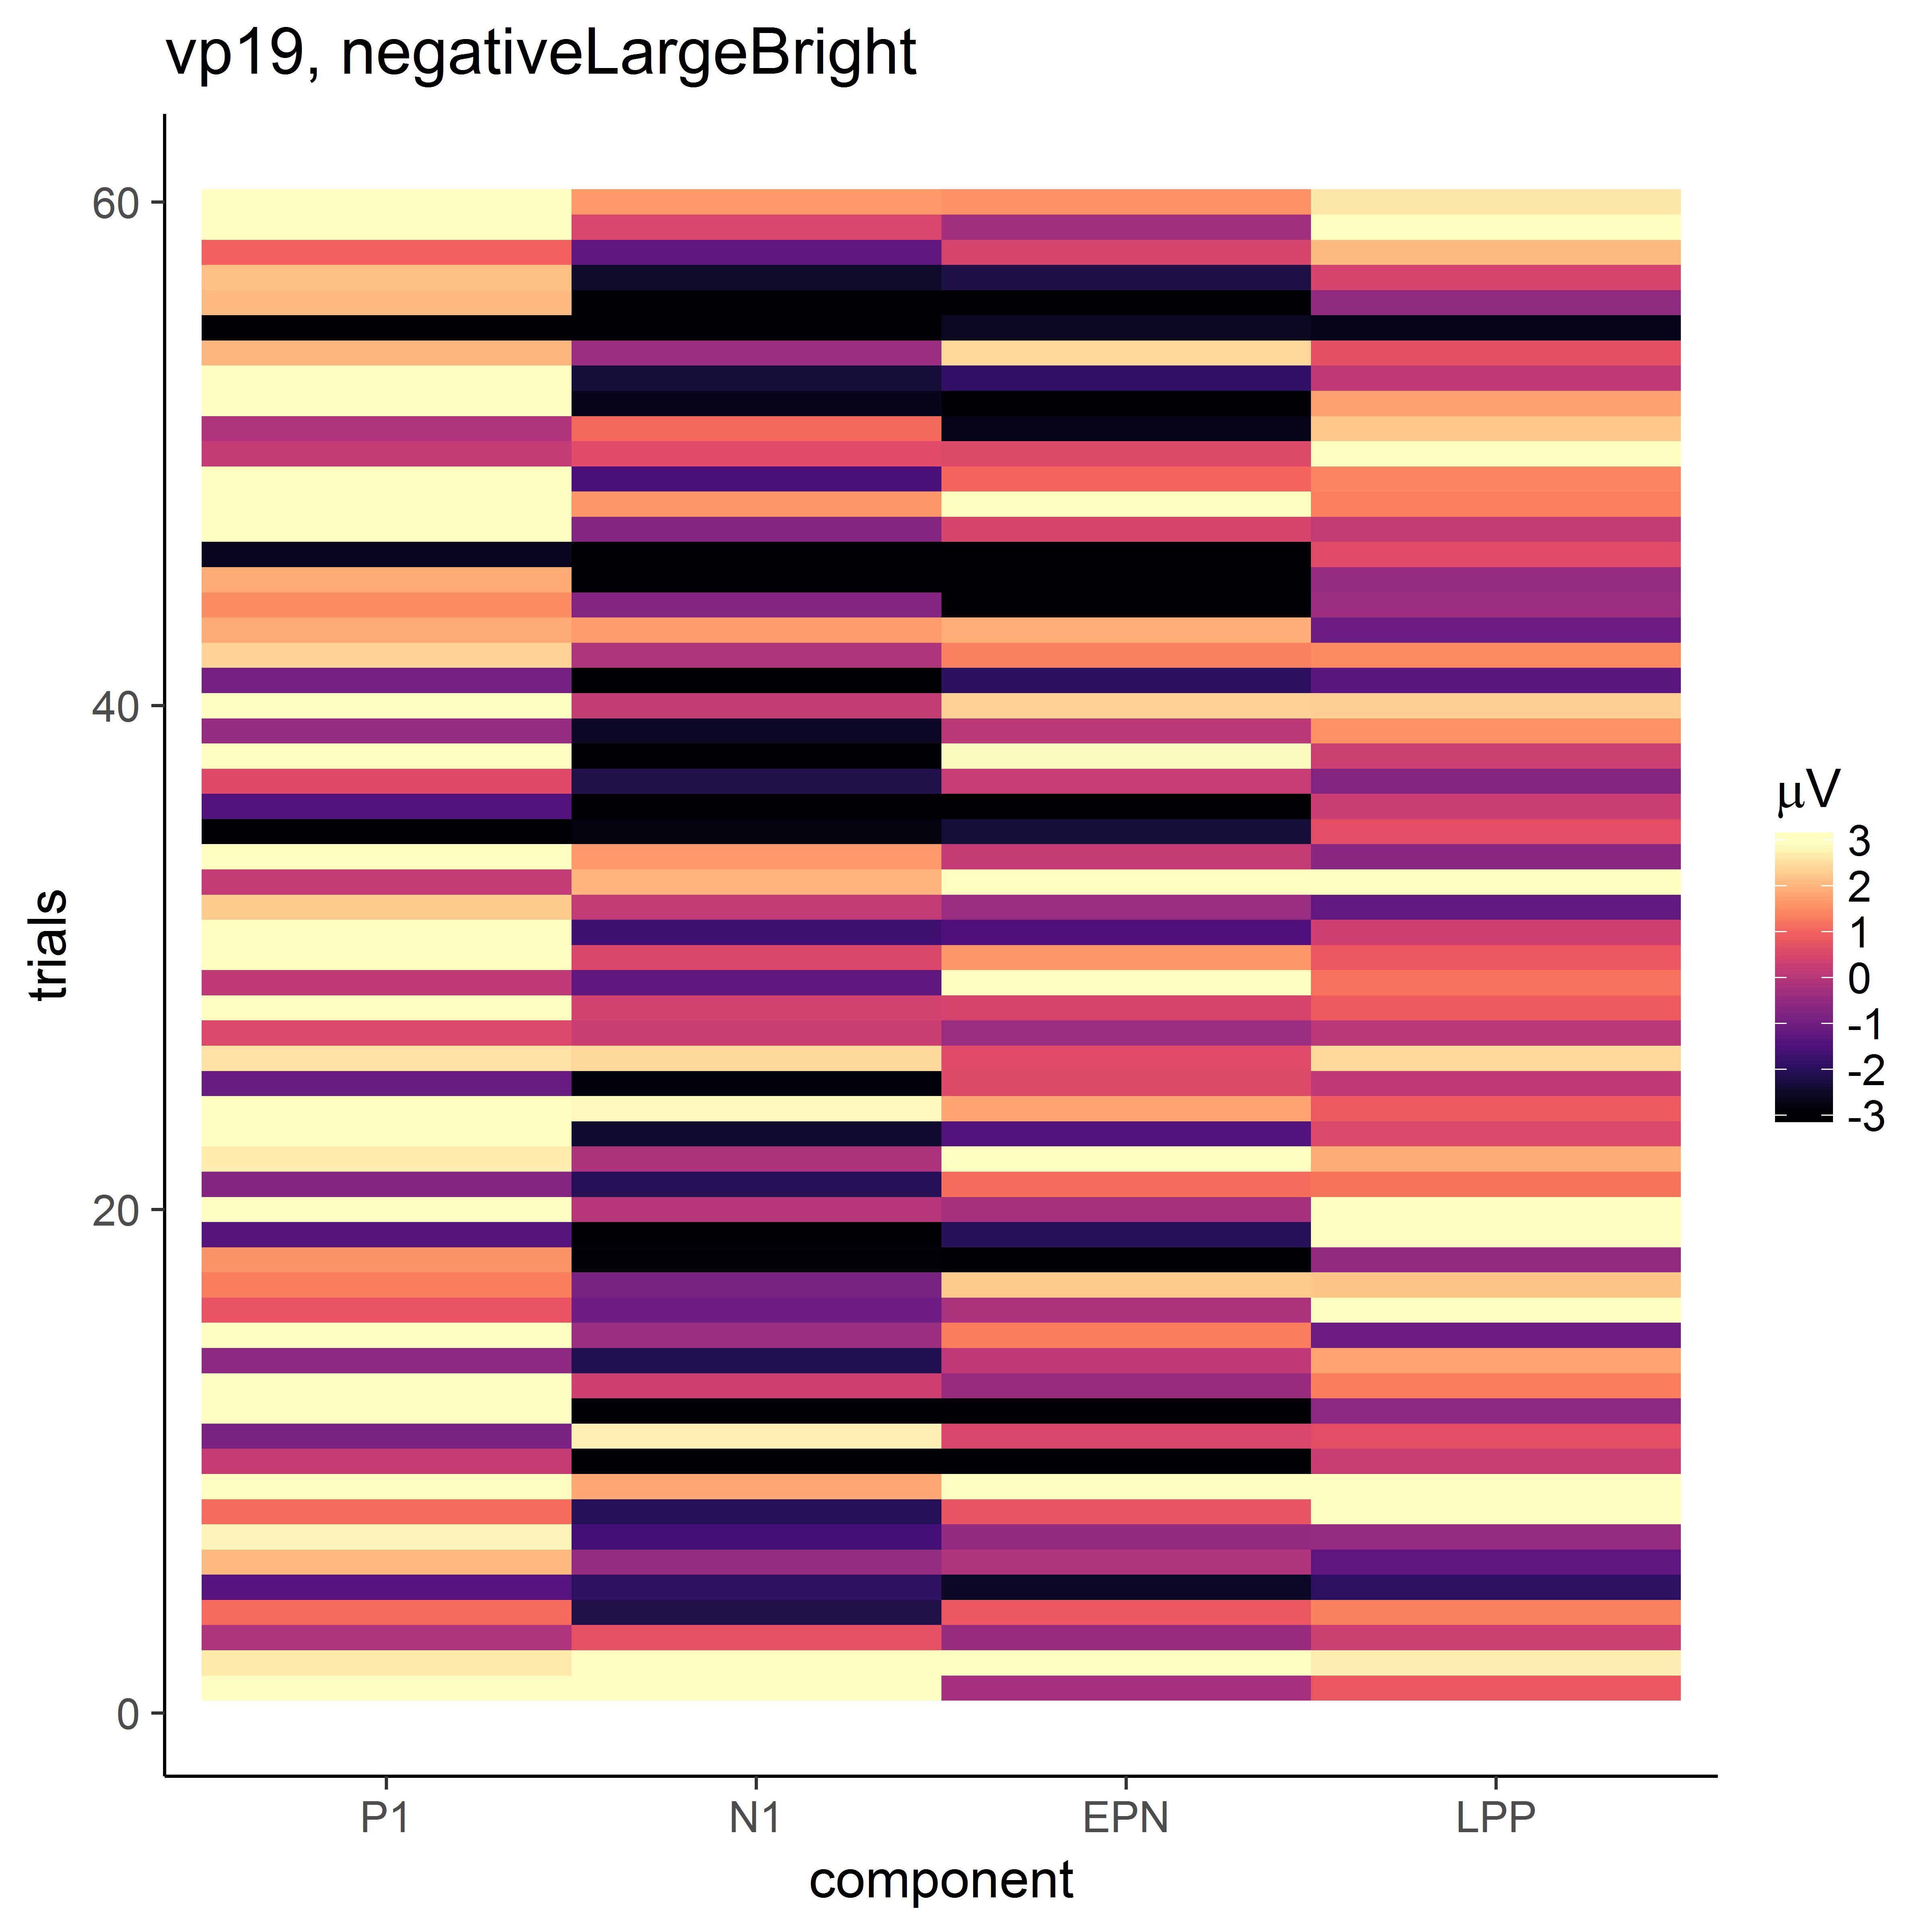 vp19, negativeLargeBright
60
40
20
0
trials
P1 N1 EPN LPP
component
μV
3
2
1
0
-1
-2
-3